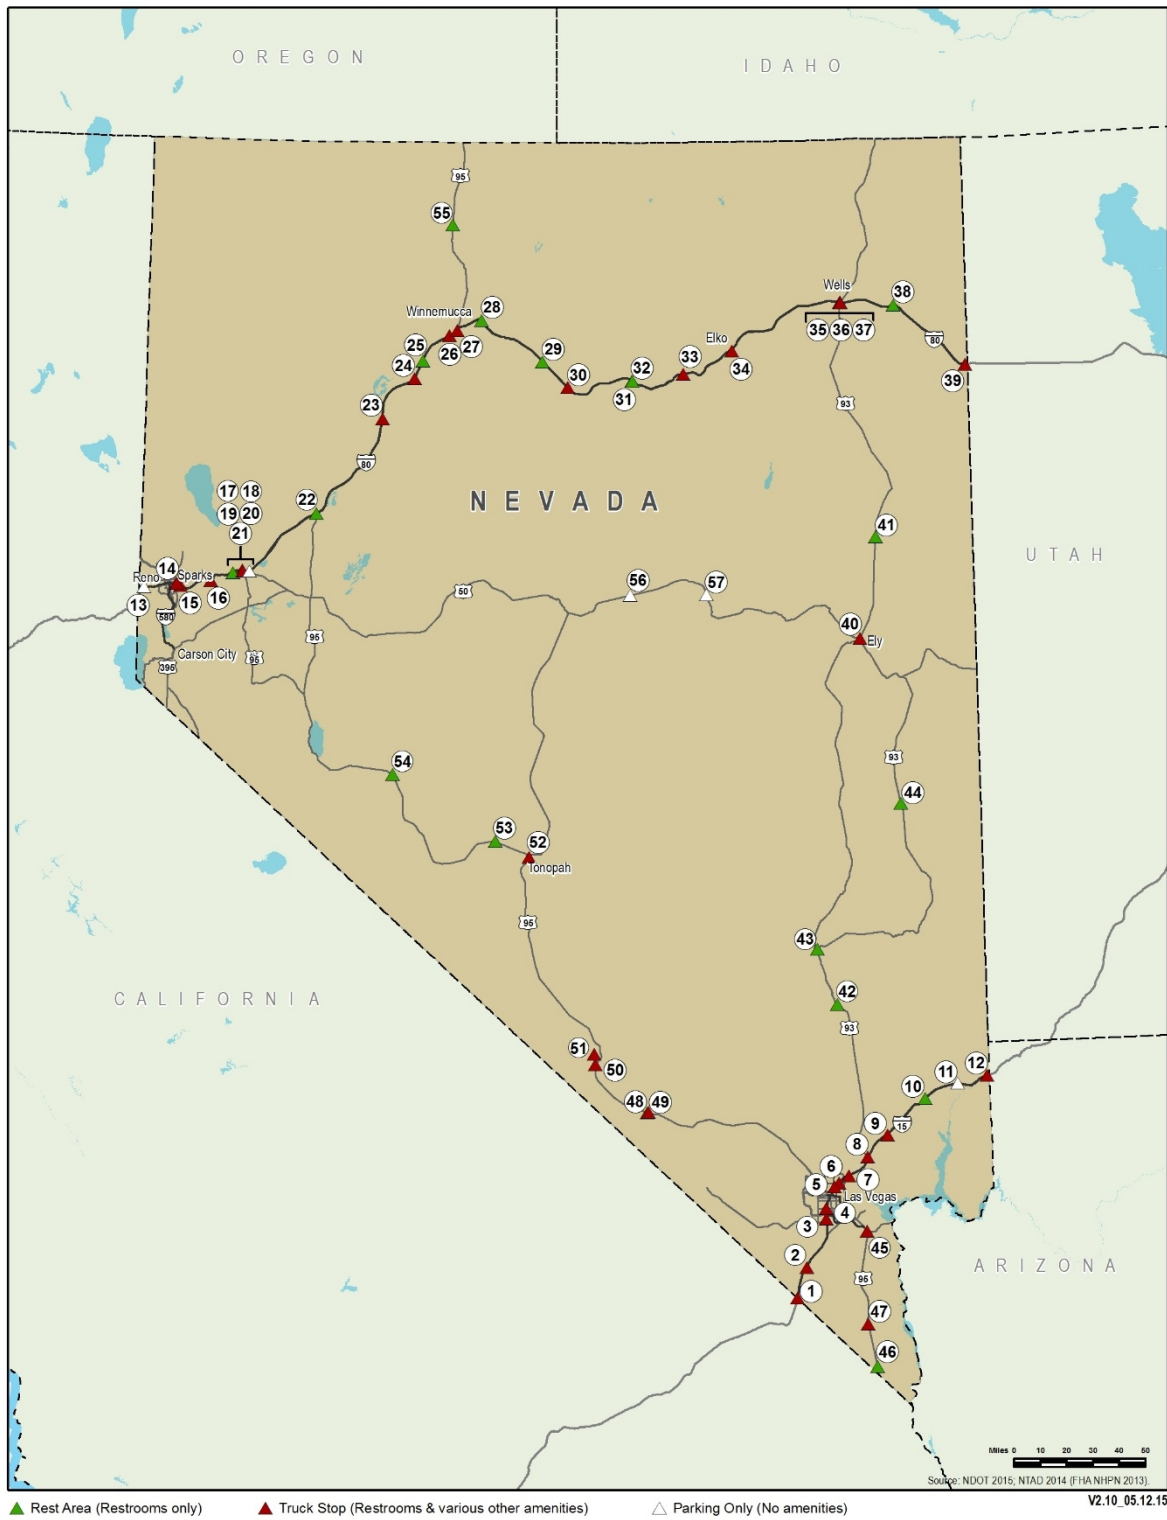 OREGON
IDAHO
95
55
Wells
38
Winnemucca
28
35 36 37
25
29
Elko
80
26 27
24
32 33
34
39
30
31
93
23
80
17 18
22
NEVADA
19 20
21
41
UTAH
14
Reno Sparks
56 57
50
13 15 16
580
40
Ely
95
Carson City
95
395
54
93
44
53 52
Tonopah
95
43
CALIFORNIA
42
93
51
50
12
11
10
48 49
9
15
8
6
5
7
Las Vegas
4
3
45
2
ARIZONA
95
1
47
46
Miles 0 10 20 30 40 50
Source: NDOT 2015; NTAD 2014 (FHA NHPN 2013).
V2.10_05.12.15
Rest Area (Restrooms only) Truck Stop (Restrooms & various other amenities) Parking Only (No amenities)